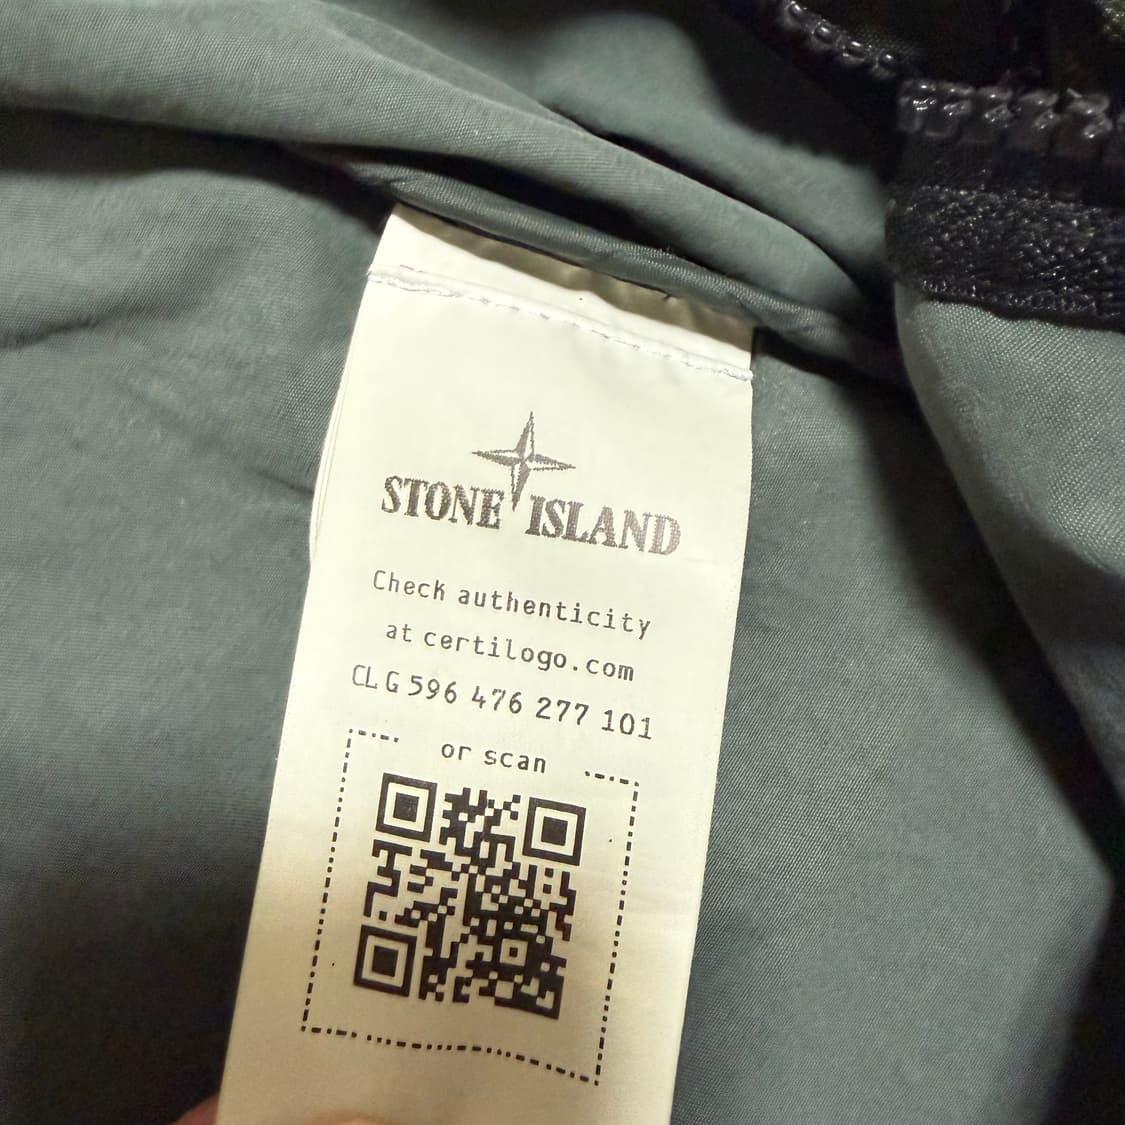 STONE ISLAND
Check authenticity
at certilogo.com
CLG 596 476 277 101
or scan